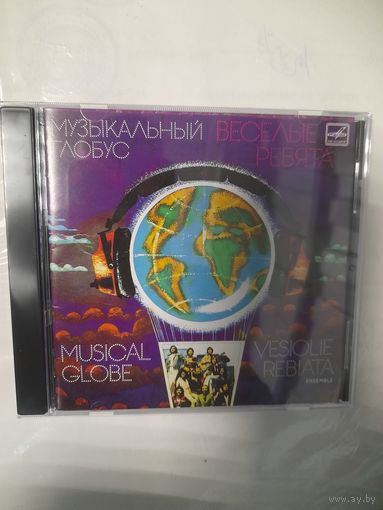 МУЗЫКАЛЬНЫЙ
ГЛОБУС
ВЕСЕЛЫЕ
РЕБЯТА
MUSICAL
GLOBE
VESIOLIE
REBIATA
ENSEMBLE
www.ay.by